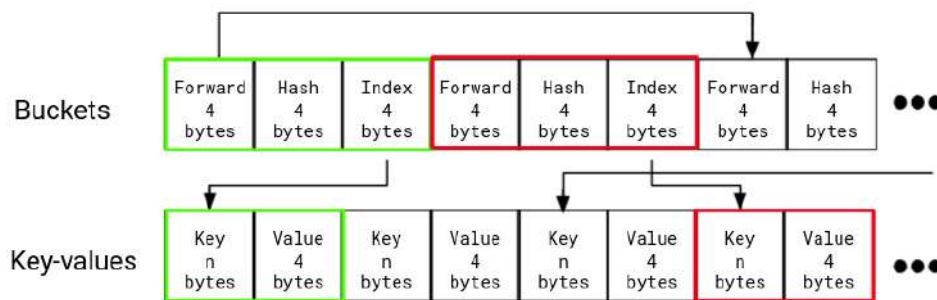 Buckets
Forward
4
bytes
Hash
4
bytes
Index
4
bytes
Forward
4
bytes
Hash
4
bytes
Index
4
bytes
Forward
4
bytes
Hash
4
bytes
Key-values
Key
n
bytes
Value
4
bytes
Key
n
bytes
Value
4
bytes
Key
n
bytes
Value
4
bytes
Key
n
bytes
Value
4
bytes